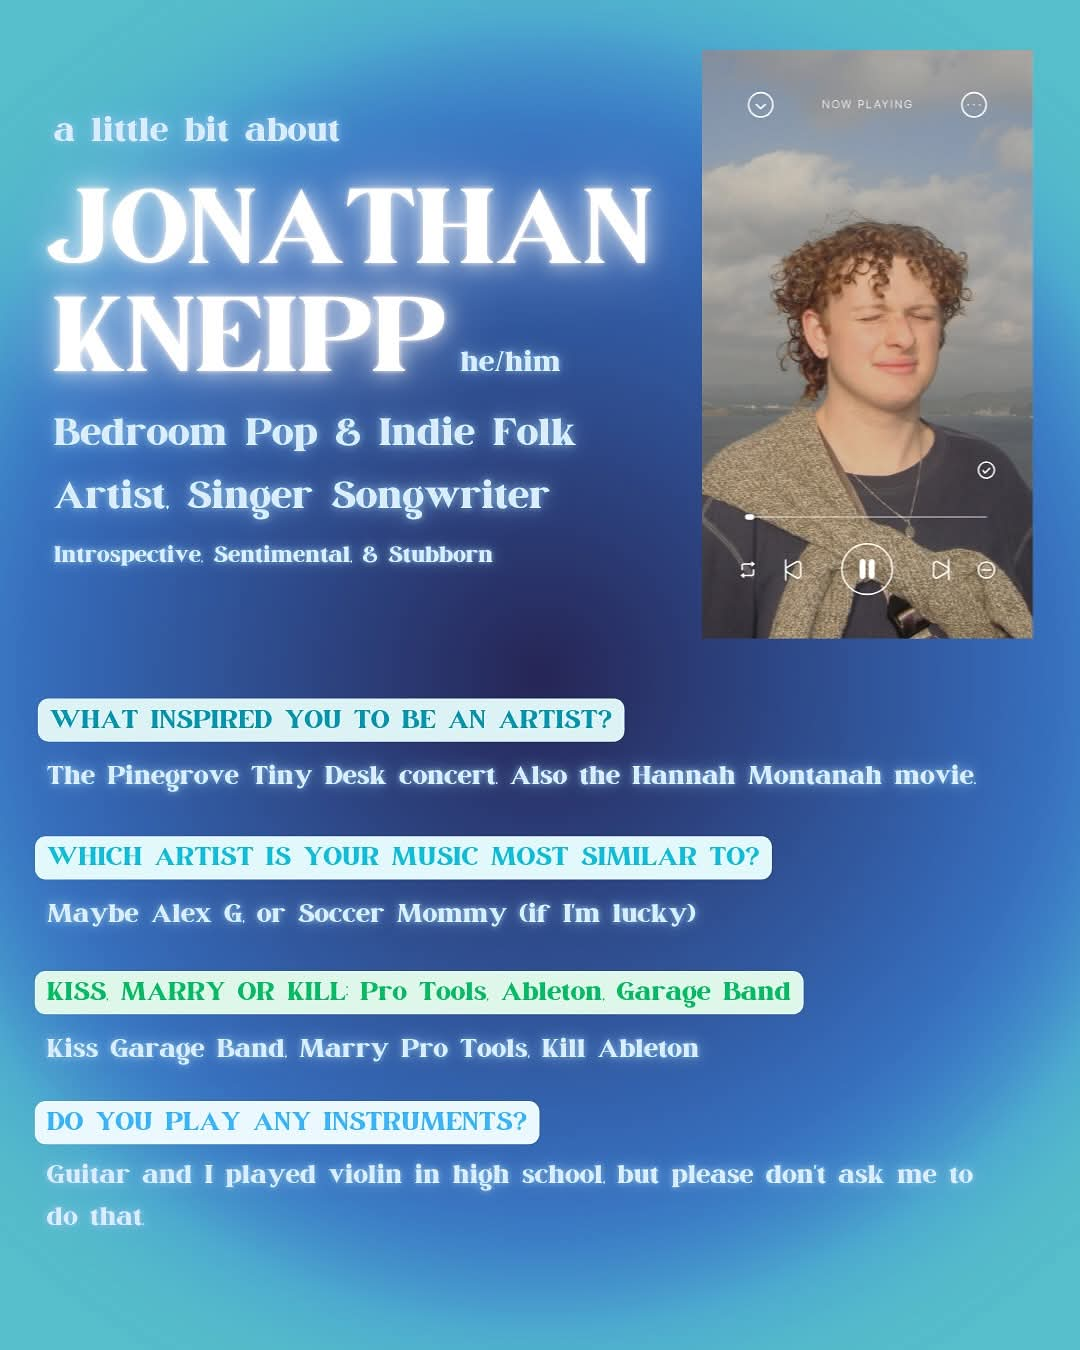 a little bit about
JONATHAN
KNEIPP he/him
Bedroom Pop & Indie Folk
Artist, Singer Songwriter
Introspective, Sentimental, & Stubborn
NOW PLAYING
WHAT INSPIRED YOU TO BE AN ARTIST?
The Pinegrove Tiny Desk concert. Also the Hannah Montanah movie.
WHICH ARTIST IS YOUR MUSIC MOST SIMILAR TO?
Maybe Alex G, or Soccer Mommy (if I'm lucky)
KISS, MARRY OR KILL: Pro Tools, Ableton, Garage Band
Kiss Garage Band, Marry Pro Tools, Kill Ableton
DO YOU PLAY ANY INSTRUMENTS?
Guitar and I played violin in high school, but please don't ask me to
do that.